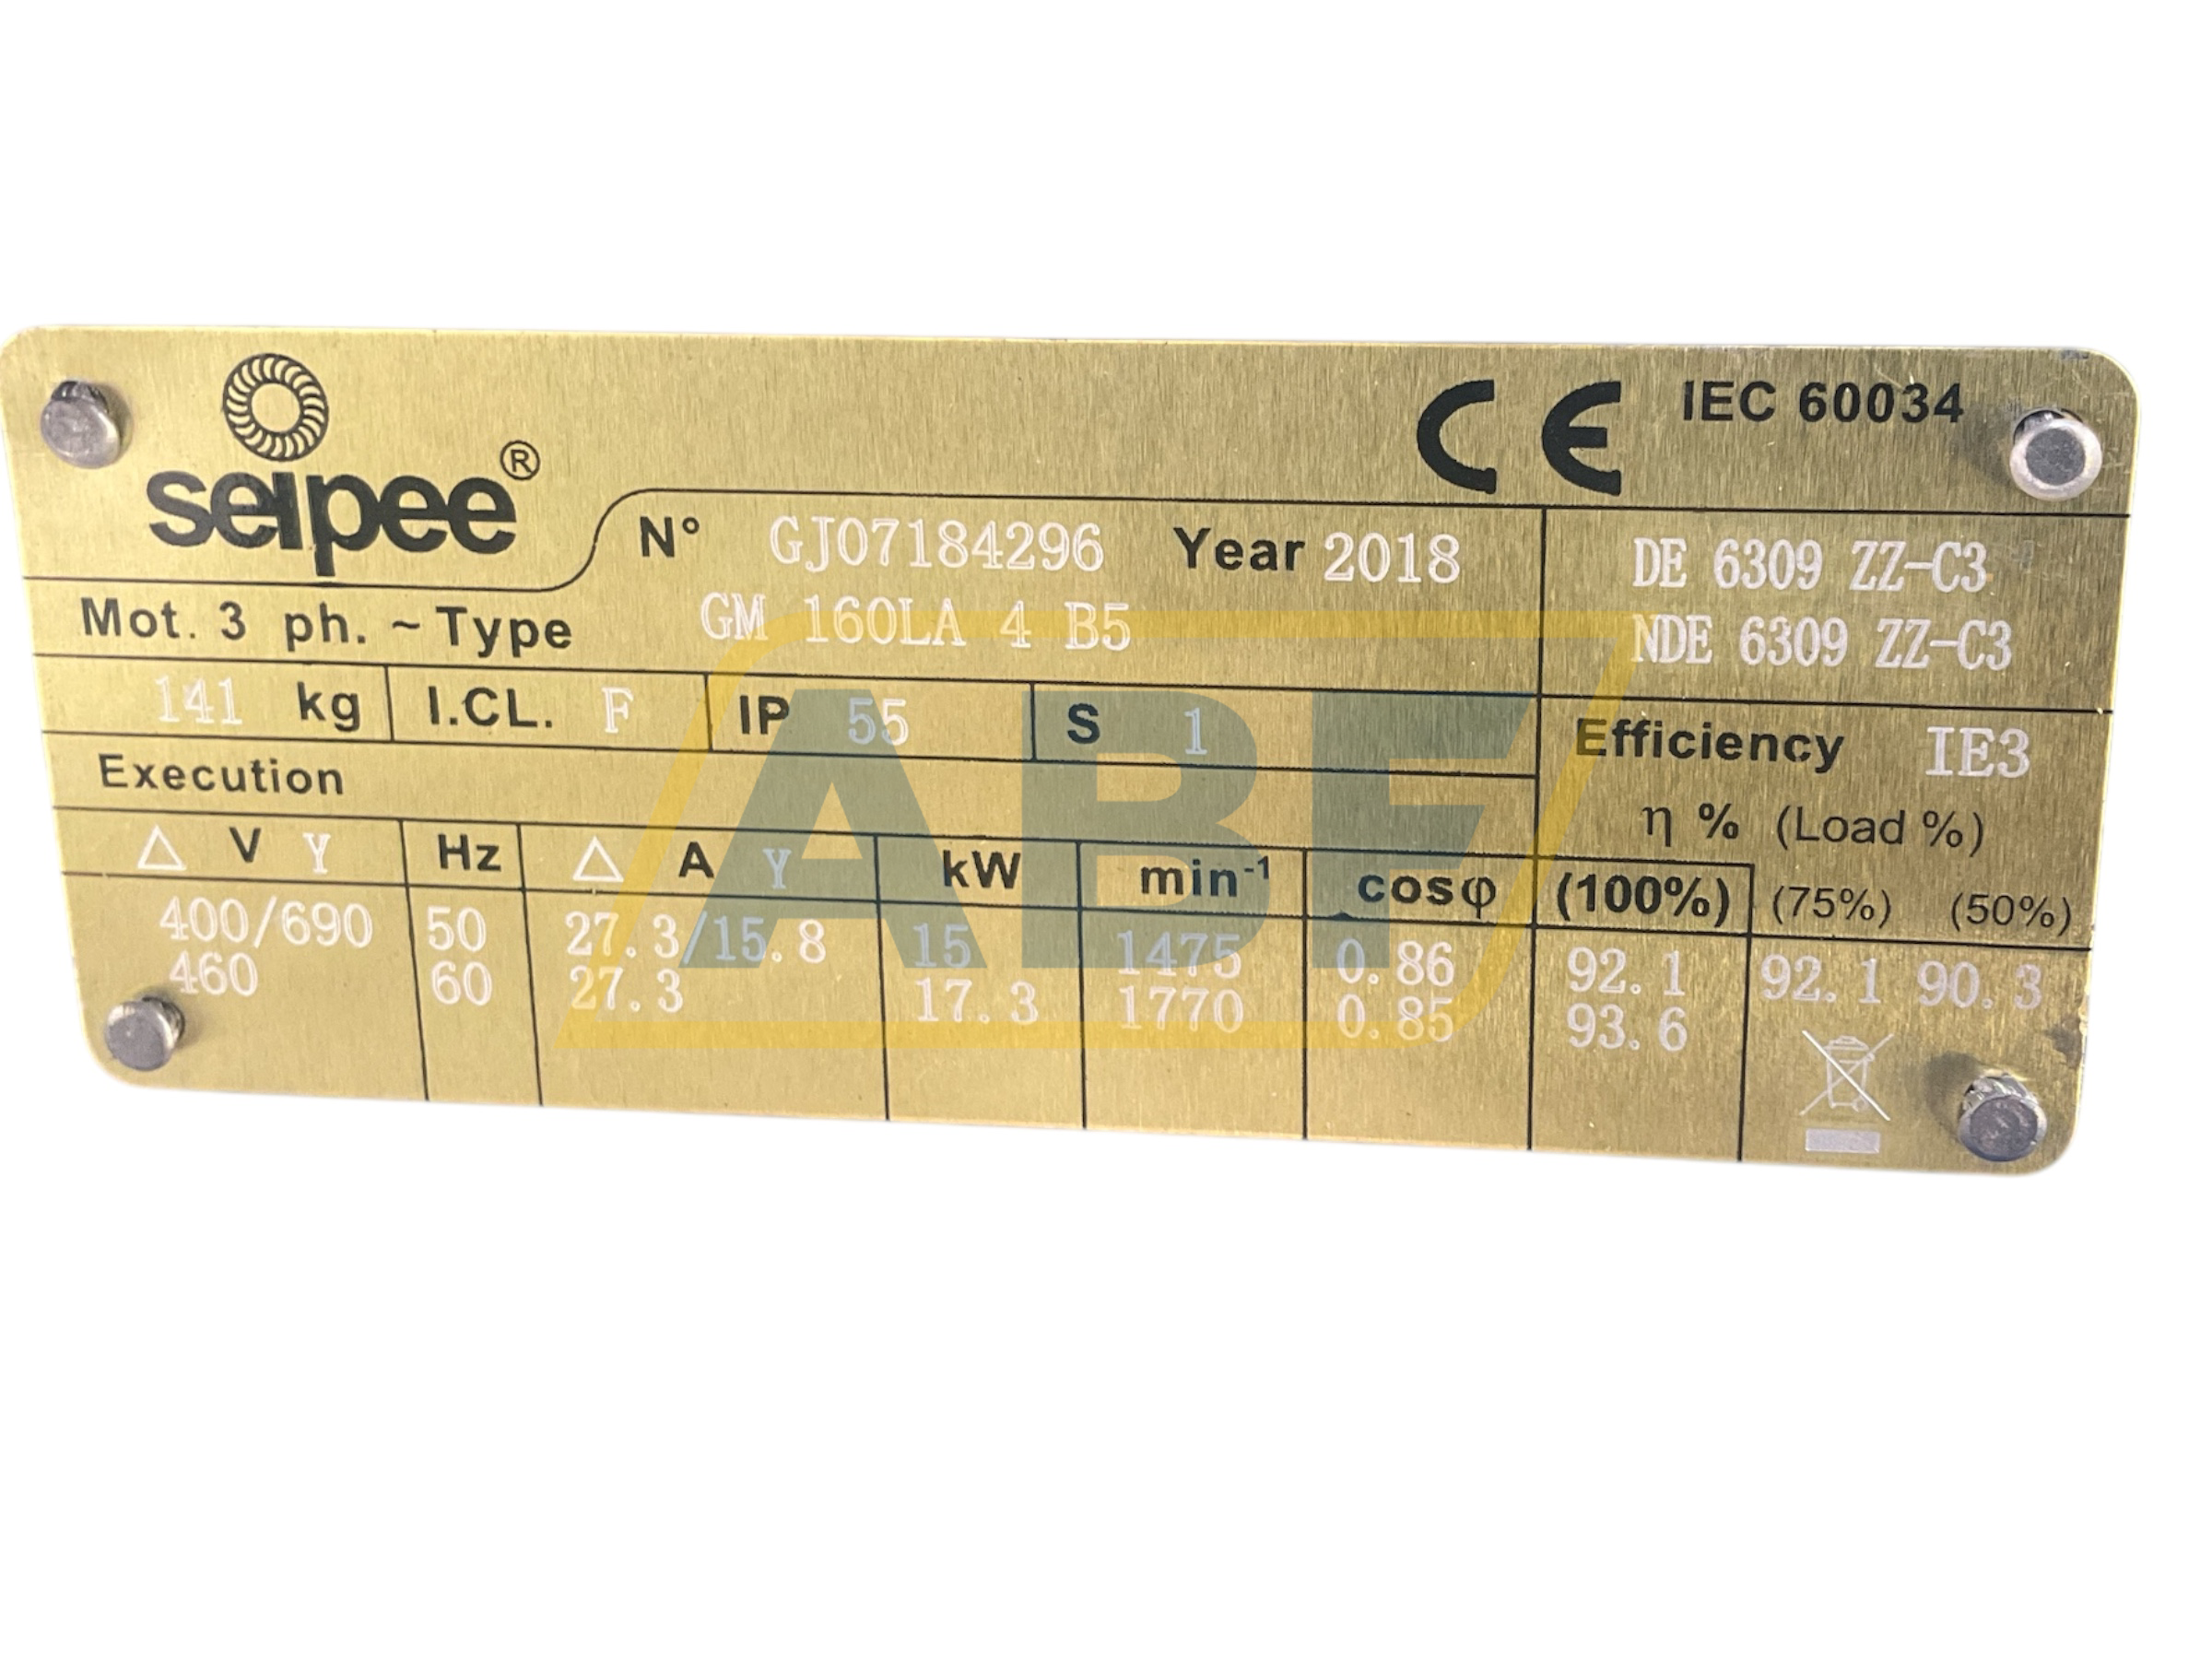 CE IEC 60034
seipee®
N° GJ07184296 Year 2018
DE 6309 ZZ-C3
Mot. 3 ph. ~ Type GM 160LA 4 B5
NDE 6309 ZZ-C3
141 kg I.CL. F IP 55 S 1
Efficiency IE3
Execution
η % (Load %)
△ V Y Hz △ A Y kW min-1 cosφ (100%) (75%) (50%)
400/690 50 27.3/15.8 15 1475 0.86 92.1 92.1 90.3
460 60 27.3 17.3 1770 0.85 93.6
ABF